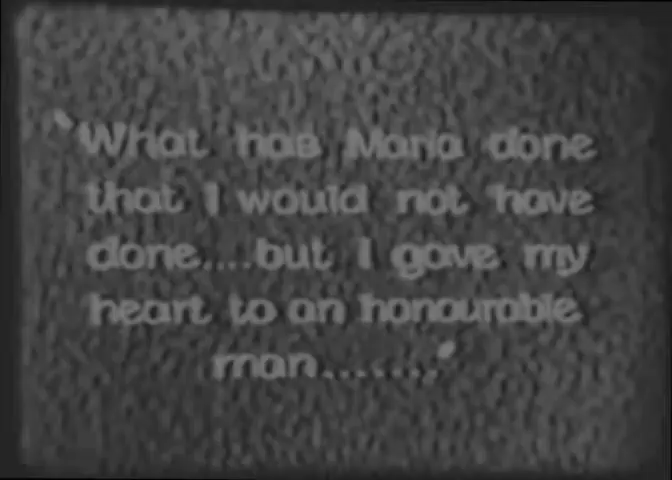 'What has Maria done
that I would not have
done....but I gave my
heart to an honourable
man........'